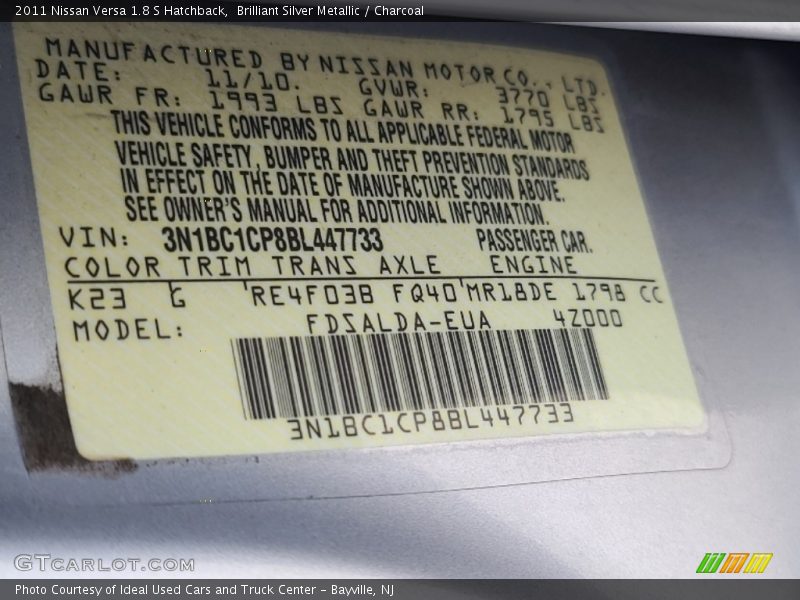 2011 Nissan Versa 1.8 S Hatchback,  Brilliant Silver Metallic / Charcoal
MANUFACTURED BY NISSAN MOTOR CO., LTD.
DATE: 11/10. GVWR: 3770 LBS
GAWR FR: 1993 LBS GAWR RR: 1795 LBS
THIS VEHICLE CONFORMS TO ALL APPLICABLE FEDERAL MOTOR
VEHICLE SAFETY, BUMPER AND THEFT PREVENTION STANDARDS
IN EFFECT ON THE DATE OF MANUFACTURE SHOWN ABOVE.
SEE OWNER'S MANUAL FOR ADDITIONAL INFORMATION.
VIN: 3N1BC1CP8BL447733 PASSENGER CAR.
COLOR TRIM TRANS AXLE ENGINE
K23 G RE4F03B FQ40 MR18DE 1798 CC
MODEL: FDSALDA-EUA 4Z000
3N1BC1CP8BL447733
GTCARLOT.COM
Photo Courtesy of Ideal Used Cars and Truck Center – Bayville, NJ